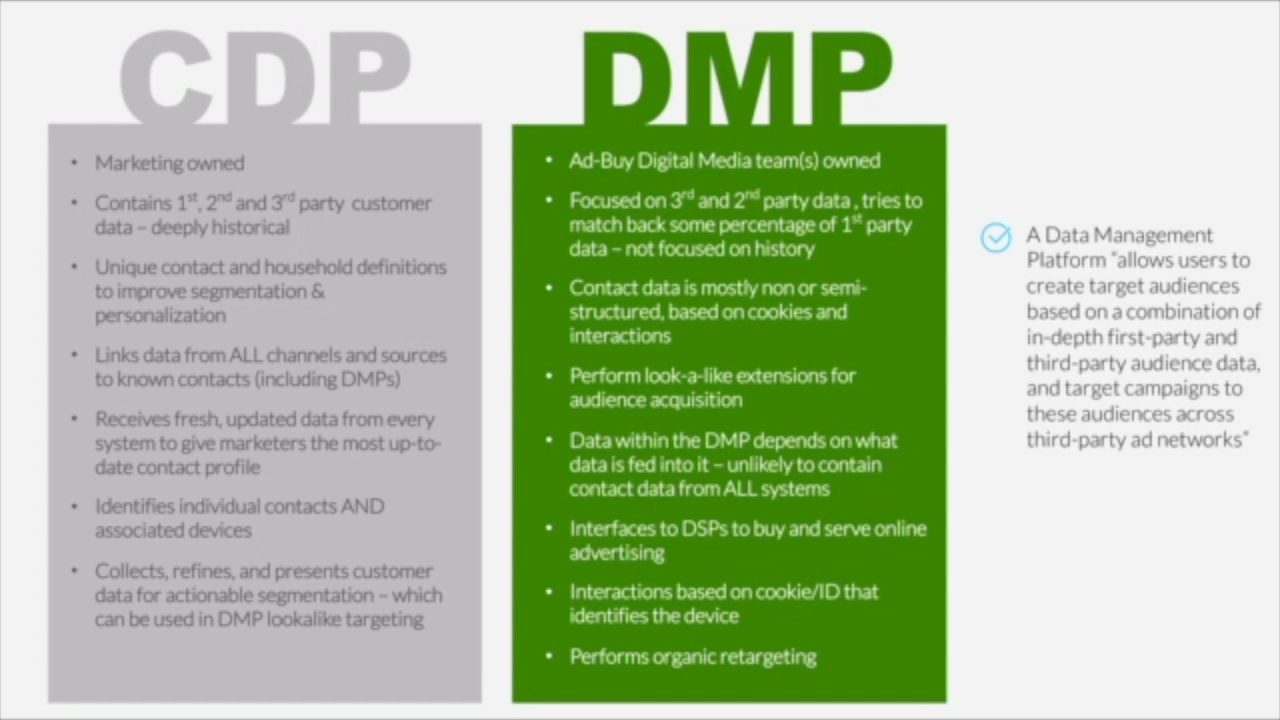 CDP
• Marketing owned
• Contains 1st, 2nd and 3rd party customer
data – deeply historical
• Unique contact and household definitions
to improve segmentation &
personalization
• Links data from ALL channels and sources
to known contacts (including DMPs)
• Receives fresh, updated data from every
system to give marketers the most up-to-
date contact profile
• Identifies individual contacts AND
associated devices
• Collects, refines, and presents customer
data for actionable segmentation – which
can be used in DMP lookalike targeting
DMP
• Ad-Buy Digital Media team(s) owned
• Focused on 3rd and 2nd party data , tries to
match back some percentage of 1st party
data – not focused on history
• Contact data is mostly non or semi-
structured, based on cookies and
interactions
• Perform look-a-like extensions for
audience acquisition
• Data within the DMP depends on what
data is fed into it – unlikely to contain
contact data from ALL systems
• Interfaces to DSPs to buy and serve online
advertising
• Interactions based on cookie/ID that
identifies the device
• Performs organic retargeting
A Data Management
Platform "allows users to
create target audiences
based on a combination of
in-depth first-party and
third-party audience data,
and target campaigns to
these audiences across
third-party ad networks"